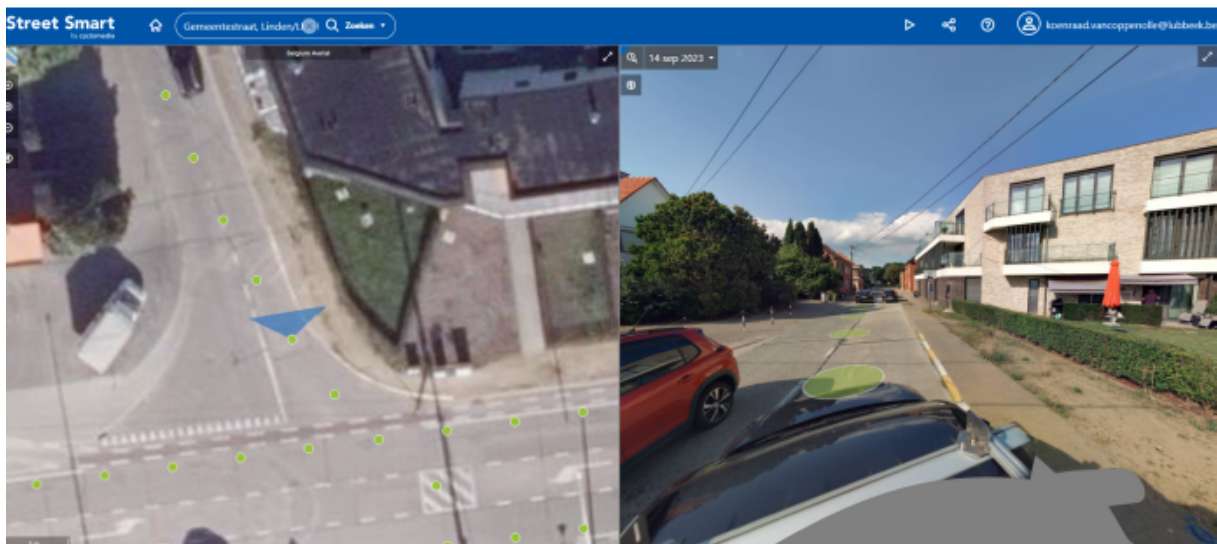 Street Smart
by cyclomedia
Gemeentestraat, Linden/L
Zoeken
koenraad.vancoppenolle@lubbeek.be
Belgium Aerial
14 sep 2023